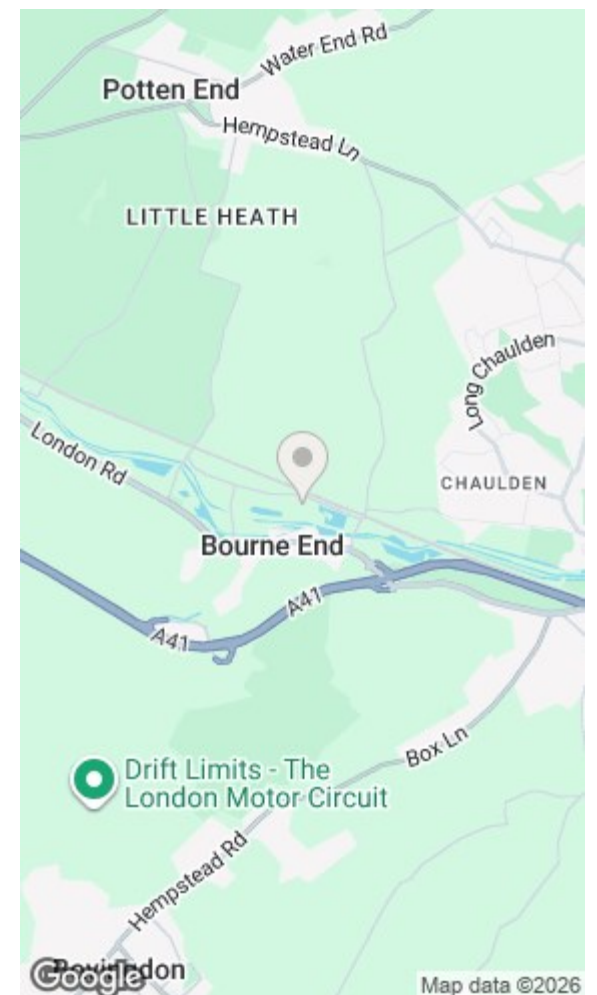 Water End Rd
Potten End
Hempstead Ln
LITTLE HEATH
Long Chaulden
London Rd
CHAULDEN
Bourne End
A41
A41
Box Ln
Drift Limits - The
London Motor Circuit
Hempstead Rd
Google
Map data ©2026